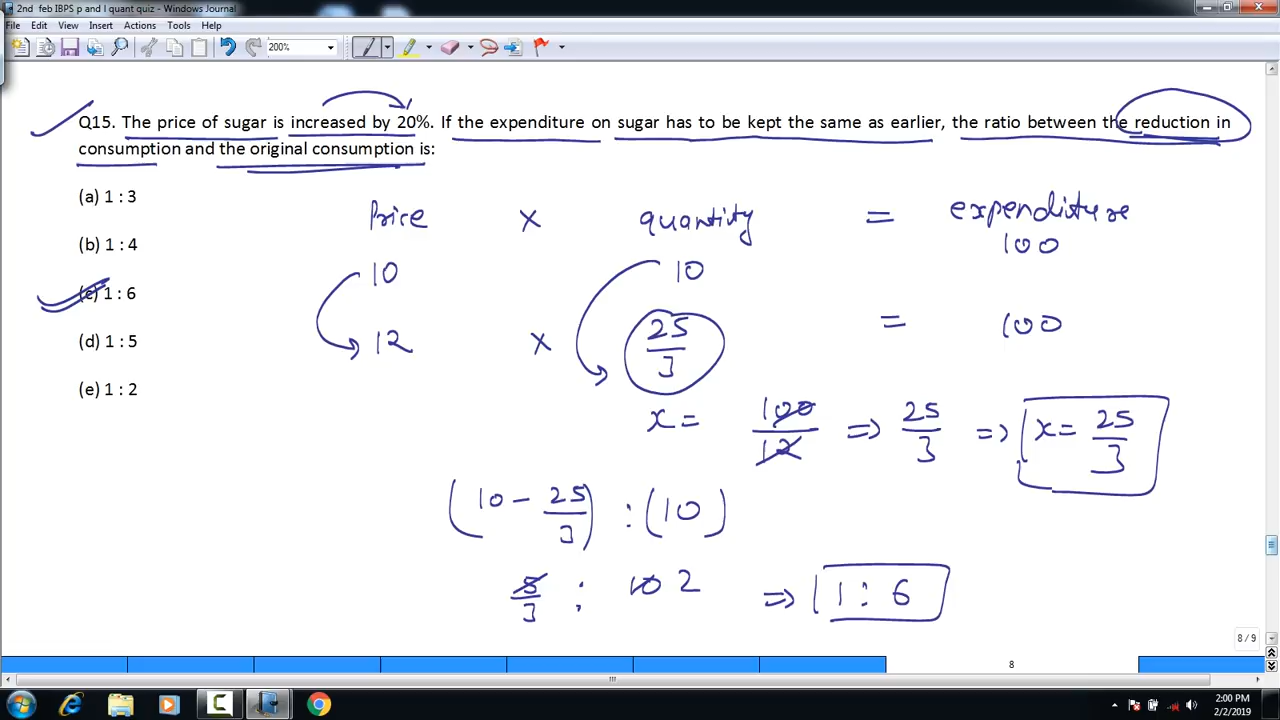 2nd feb IBPS p and I quant quiz - Windows Journal
File Edit View Insert Actions Tools Help
200%
Q15. The price of sugar is increased by 20%. If the expenditure on sugar has to be kept the same as earlier, the ratio between the reduction in
consumption and the original consumption is:
(a) 1 : 3
(b) 1 : 4
(c) 1 : 6
(d) 1 : 5
(e) 1 : 2
Price × quantity = expenditure
100
10 10
12 × 25/3 = 100
x = 100/12 ⇒ 25/3 ⇒ x = 25/3
(10 - 25/3) : (10)
5/3 : 10 2 ⇒ 1 : 6
8 / 9
8
2:00 PM
2/2/2019